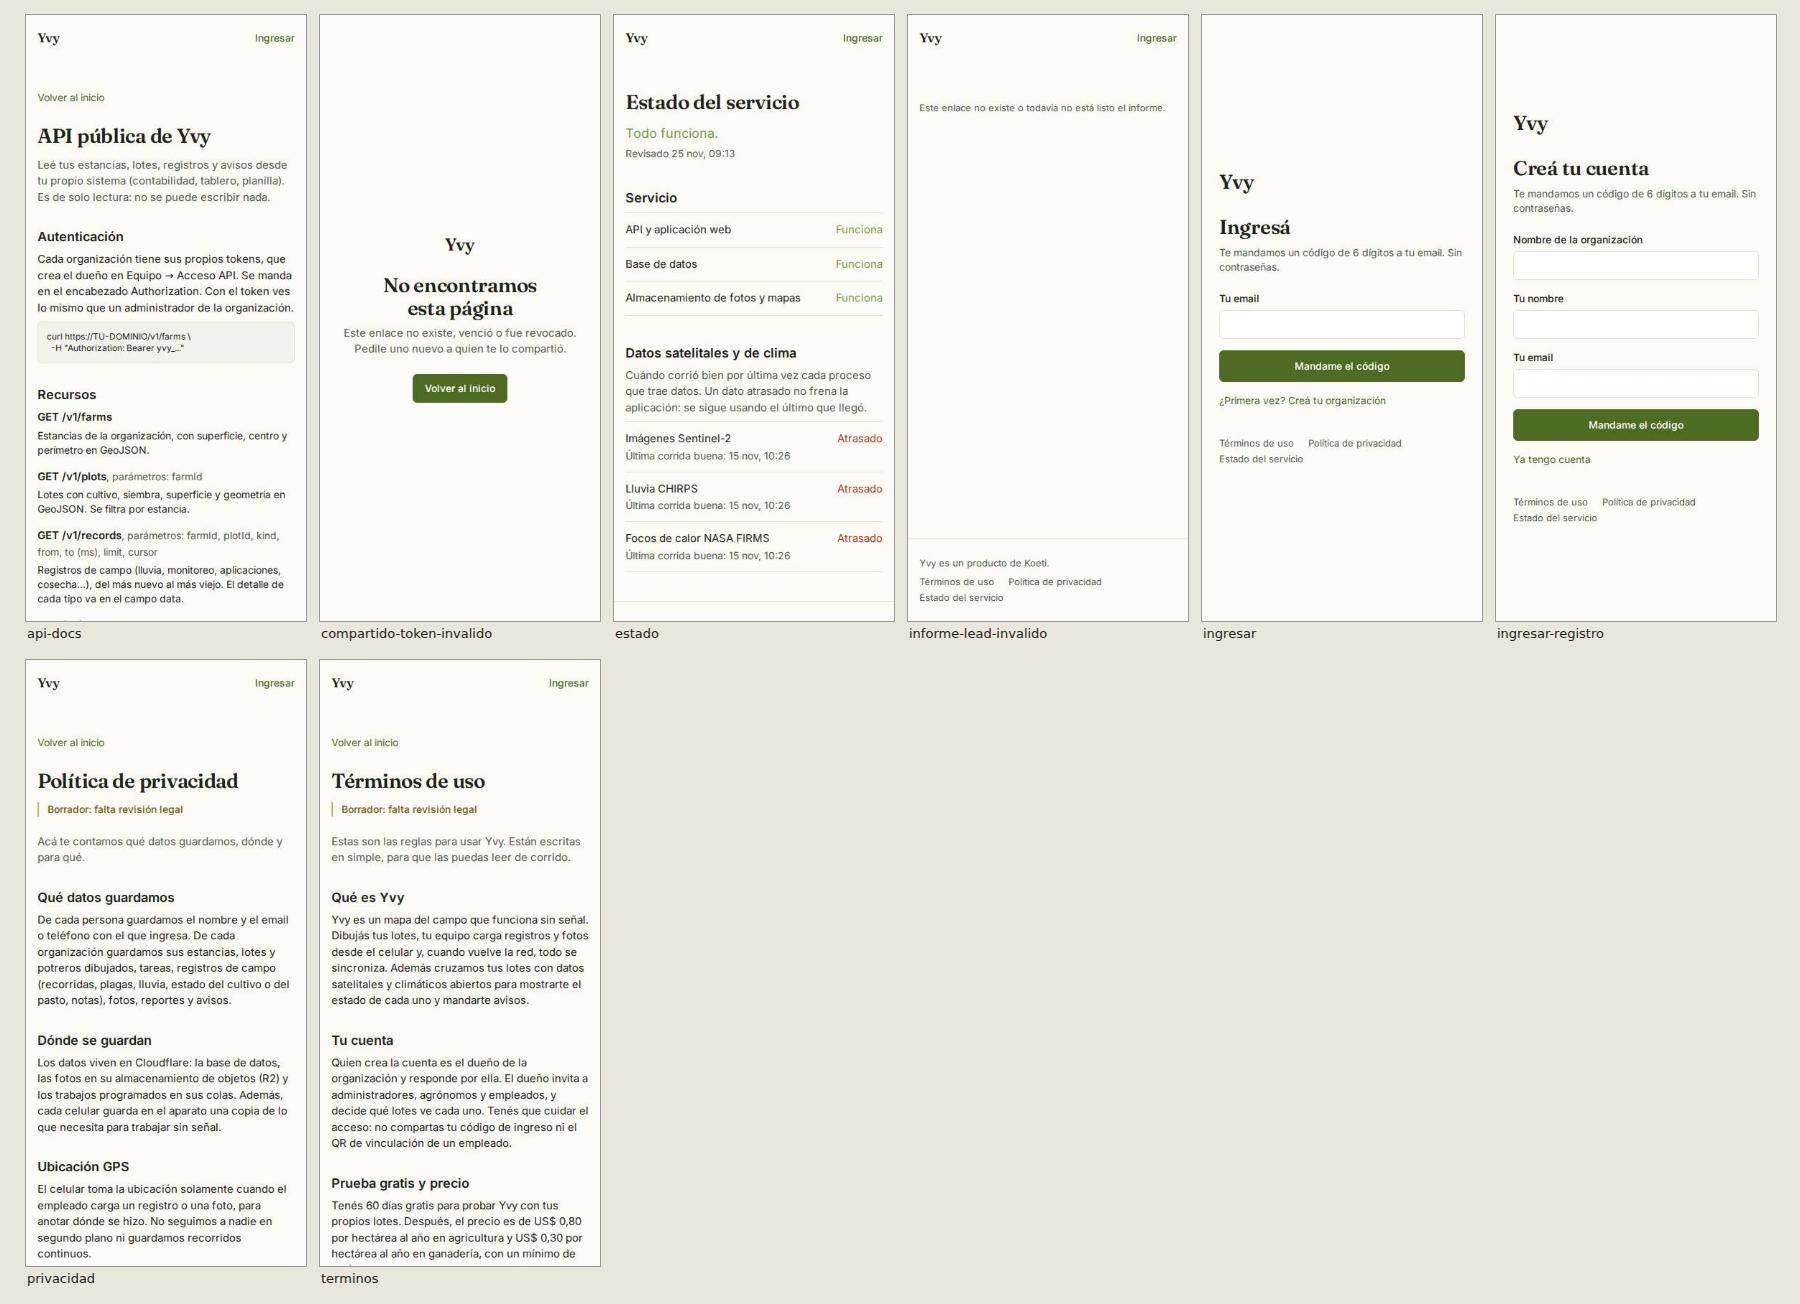 Yvy
Ingresar
Volver al inicio
API pública de Yvy
Leé tus estancias, lotes, registros y avisos desde
tu propio sistema (contabilidad, tablero, planilla).
Es de solo lectura: no se puede escribir nada.
Autenticación
Cada organización tiene sus propios tokens, que
crea el dueño en Equipo → Acceso API. Se manda
en el encabezado Authorization. Con el token ves
lo mismo que un administrador de la organización.
curl https://TU-DOMINIO/v1/farms \
-H "Authorization: Bearer yvy_…"
Recursos
GET /v1/farms
Estancias de la organización, con superficie, centro y
perímetro en GeoJSON.
GET /v1/plots, parámetros: farmId
Lotes con cultivo, siembra, superficie y geometría en
GeoJSON. Se filtra por estancia.
GET /v1/records, parámetros: farmId, plotId, kind,
from, to (ms), limit, cursor
Registros de campo (lluvia, monitoreo, aplicaciones,
cosecha…), del más nuevo al más viejo. El detalle de
cada tipo va en el campo data.
api-docs
Yvy
No encontramos
esta página
Este enlace no existe, venció o fue revocado.
Pedile uno nuevo a quien te lo compartió.
Volver al inicio
compartido-token-invalido
Yvy
Ingresar
Estado del servicio
Todo funciona.
Revisado 25 nov, 09:13
Servicio
API y aplicación web
Funciona
Base de datos
Funciona
Almacenamiento de fotos y mapas
Funciona
Datos satelitales y de clima
Cuándo corrió bien por última vez cada proceso
que trae datos. Un dato atrasado no frena la
aplicación: se sigue usando el último que llegó.
Imágenes Sentinel-2
Atrasado
Última corrida buena: 15 nov, 10:26
Lluvia CHIRPS
Atrasado
Última corrida buena: 15 nov, 10:26
Focos de calor NASA FIRMS
Atrasado
Última corrida buena: 15 nov, 10:26
estado
Yvy
Ingresar
Este enlace no existe o todavía no está listo el informe.
Yvy es un producto de Koeti.
Términos de uso
Política de privacidad
Estado del servicio
informe-lead-invalido
Yvy
Ingresá
Te mandamos un código de 6 dígitos a tu email. Sin
contraseñas.
Tu email
Mandame el código
¿Primera vez? Creá tu organización
Términos de uso
Política de privacidad
Estado del servicio
ingresar
Yvy
Creá tu cuenta
Te mandamos un código de 6 dígitos a tu email. Sin
contraseñas.
Nombre de la organización
Tu nombre
Tu email
Mandame el código
Ya tengo cuenta
Términos de uso
Política de privacidad
Estado del servicio
ingresar-registro
Yvy
Ingresar
Volver al inicio
Política de privacidad
Borrador: falta revisión legal
Acá te contamos qué datos guardamos, dónde y
para qué.
Qué datos guardamos
De cada persona guardamos el nombre y el email
o teléfono con el que ingresa. De cada
organización guardamos sus estancias, lotes y
potreros dibujados, tareas, registros de campo
(recorridas, plagas, lluvia, estado del cultivo o del
pasto, notas), fotos, reportes y avisos.
Dónde se guardan
Los datos viven en Cloudflare: la base de datos,
las fotos en su almacenamiento de objetos (R2) y
los trabajos programados en sus colas. Además,
cada celular guarda en el aparato una copia de lo
que necesita para trabajar sin señal.
Ubicación GPS
El celular toma la ubicación solamente cuando el
empleado carga un registro o una foto, para
anotar dónde se hizo. No seguimos a nadie en
segundo plano ni guardamos recorridos
continuos.
privacidad
Yvy
Ingresar
Volver al inicio
Términos de uso
Borrador: falta revisión legal
Estas son las reglas para usar Yvy. Están escritas
en simple, para que las puedas leer de corrido.
Qué es Yvy
Yvy es un mapa del campo que funciona sin señal.
Dibujás tus lotes, tu equipo carga registros y fotos
desde el celular y, cuando vuelve la red, todo se
sincroniza. Además cruzamos tus lotes con datos
satelitales y climáticos abiertos para mostrarte el
estado de cada uno y mandarte avisos.
Tu cuenta
Quien crea la cuenta es el dueño de la
organización y responde por ella. El dueño invita a
administradores, agrónomos y empleados, y
decide qué lotes ve cada uno. Tenés que cuidar el
acceso: no compartas tu código de ingreso ni el
QR de vinculación de un empleado.
Prueba gratis y precio
Tenés 60 días gratis para probar Yvy con tus
propios lotes. Después, el precio es de US$ 0,80
por hectárea al año en agricultura y US$ 0,30 por
hectárea al año en ganadería, con un mínimo de
terminos